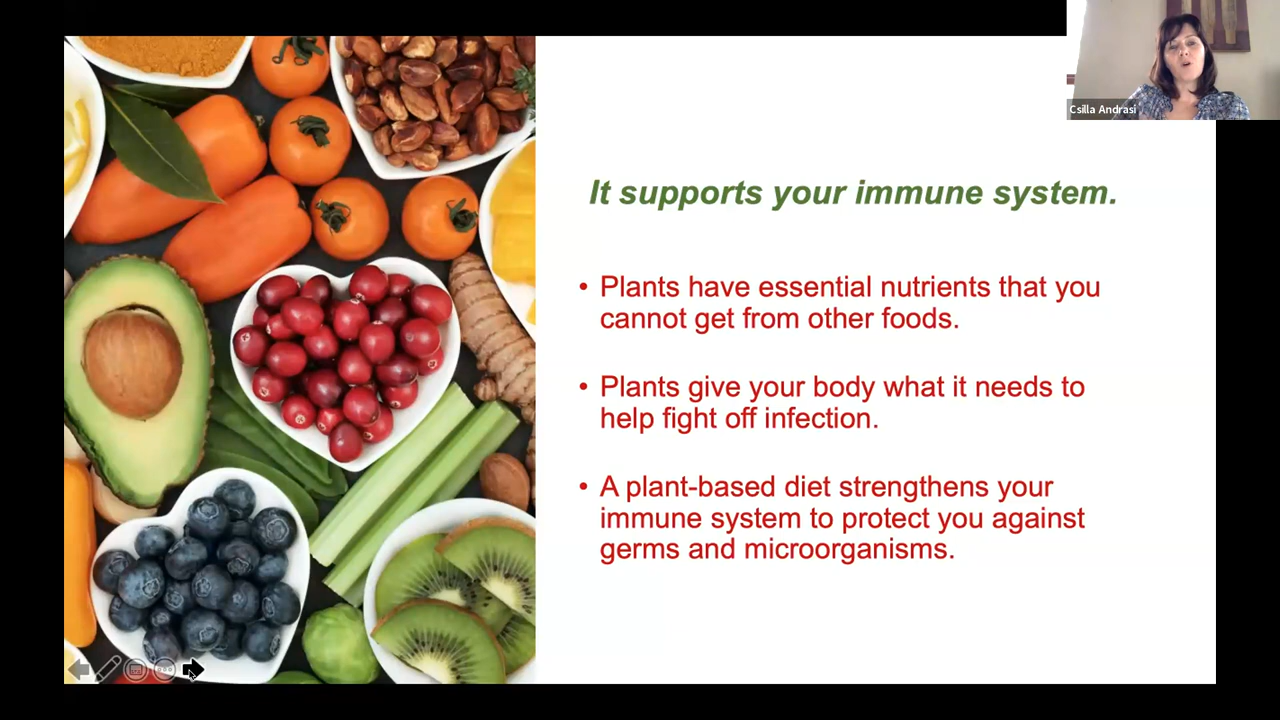 Csilla Andrasi
It supports your immune system.
• Plants have essential nutrients that you
cannot get from other foods.
• Plants give your body what it needs to
help fight off infection.
• A plant-based diet strengthens your
immune system to protect you against
germs and microorganisms.